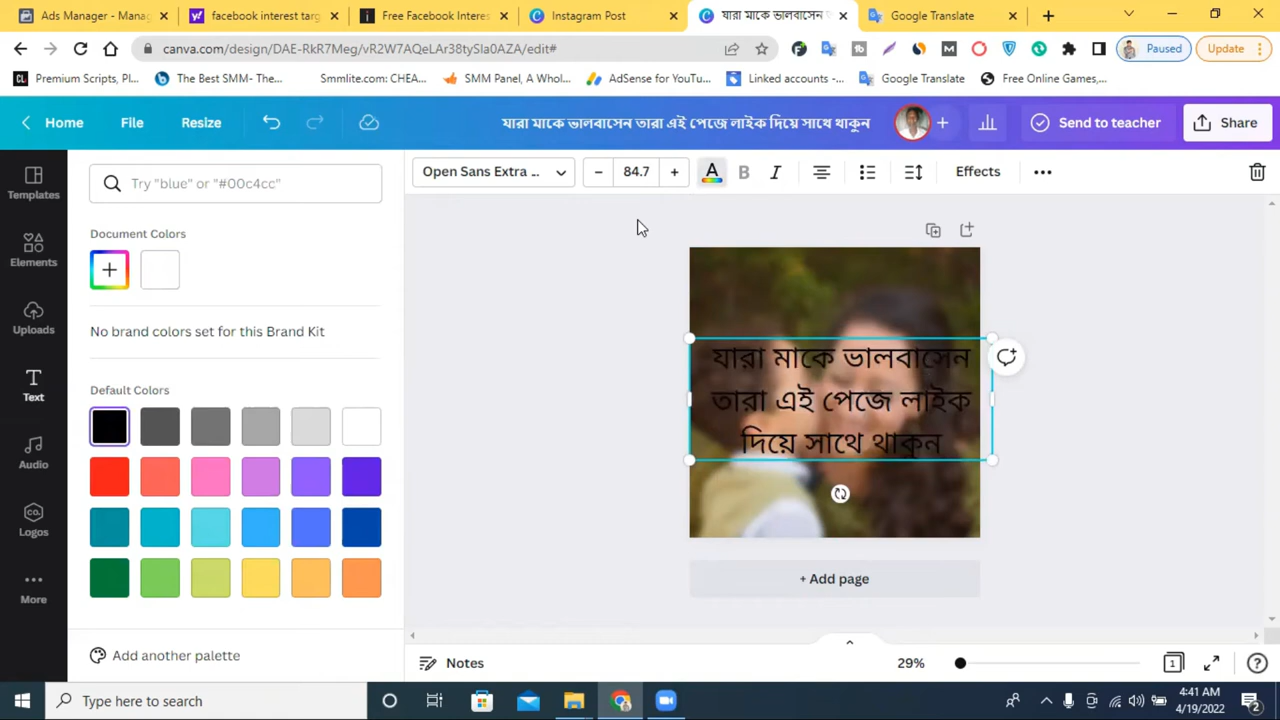 Ads Manager - Manag
facebook interest targ
Free Facebook Interes
Instagram Post
যারা মাকে ভালবাসেন ত
Google Translate
canva.com/design/DAE-RkR7Meg/vR2W7AQeLAr38tySla0AZA/edit#
Paused
Update
Premium Scripts, Pl...
The Best SMM- The...
Smmlite.com: CHEA...
SMM Panel, A Whol...
AdSense for YouTu...
Linked accounts -...
Google Translate
Free Online Games,...
Home
File
Resize
যারা মাকে ভালবাসেন তারা এই পেজে লাইক দিয়ে সাথে থাকুন
Send to teacher
Share
Open Sans Extra ...
84.7
A
B
I
Effects
Templates
Elements
Uploads
Text
Audio
Logos
More
Try "blue" or "#00c4cc"
Document Colors
No brand colors set for this Brand Kit
Default Colors
Add another palette
যারা মাকে ভালবাসেন
তারা এই পেজে লাইক
দিয়ে সাথে থাকুন
+ Add page
Notes
29%
1
Type here to search
4:41 AM
4/19/2022
2